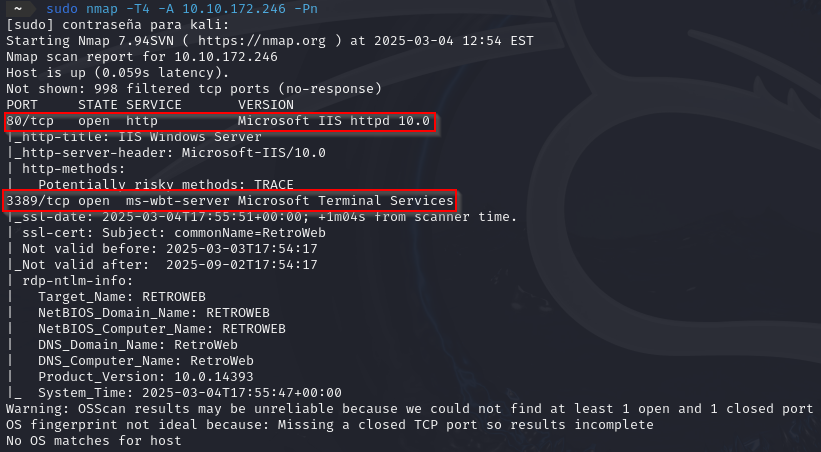 ~ sudo nmap -T4 -A 10.10.172.246 -Pn
[sudo] contraseña para kali:
Starting Nmap 7.94SVN ( https://nmap.org ) at 2025-03-04 12:54 EST
Nmap scan report for 10.10.172.246
Host is up (0.059s latency).
Not shown: 998 filtered tcp ports (no-response)
PORT     STATE SERVICE       VERSION
80/tcp   open  http          Microsoft IIS httpd 10.0
|_http-title: IIS Windows Server
|_http-server-header: Microsoft-IIS/10.0
| http-methods:
|   Potentially risky methods: TRACE
3389/tcp open  ms-wbt-server Microsoft Terminal Services
|_ssl-date: 2025-03-04T17:55:51+00:00; +1m04s from scanner time.
| ssl-cert: Subject: commonName=RetroWeb
| Not valid before: 2025-03-03T17:54:17
|_Not valid after:  2025-09-02T17:54:17
| rdp-ntlm-info:
|   Target_Name: RETROWEB
|   NetBIOS_Domain_Name: RETROWEB
|   NetBIOS_Computer_Name: RETROWEB
|   DNS_Domain_Name: RetroWeb
|   DNS_Computer_Name: RetroWeb
|   Product_Version: 10.0.14393
|_  System_Time: 2025-03-04T17:55:47+00:00
Warning: OSScan results may be unreliable because we could not find at least 1 open and 1 closed port
OS fingerprint not ideal because: Missing a closed TCP port so results incomplete
No OS matches for host